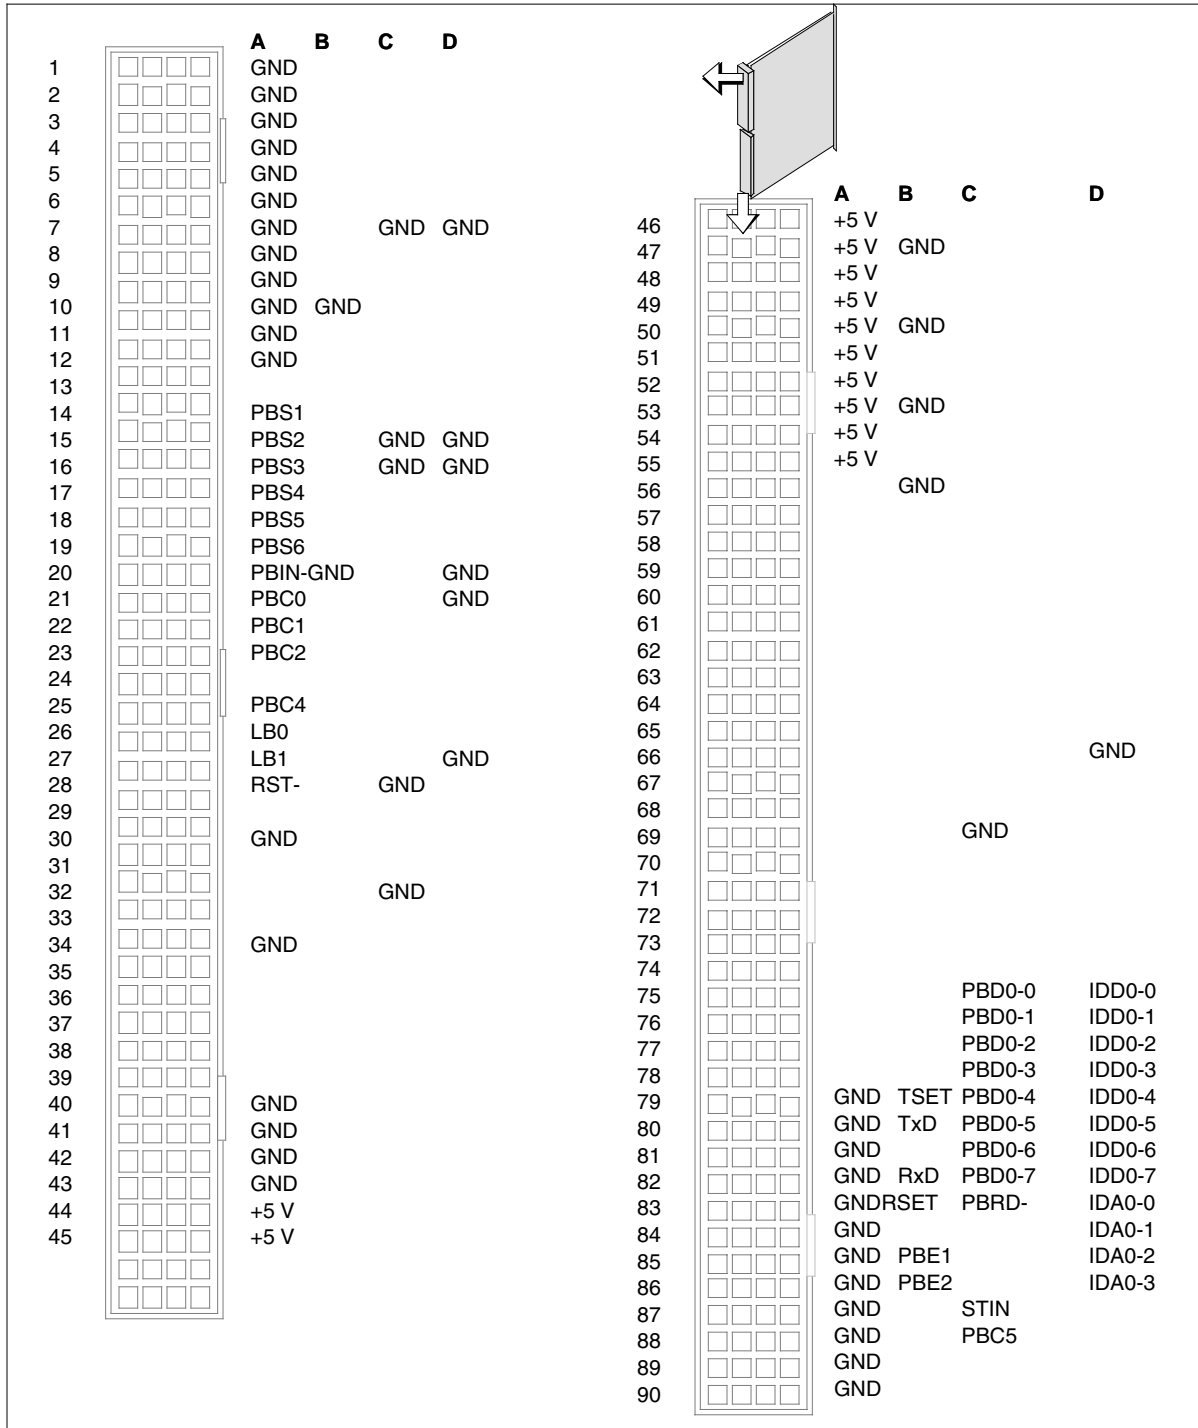 A B C D
1 GND
2 GND
3 GND
4 GND
5 GND
6 GND
7 GND GND GND
8 GND
9 GND
10 GND GND
11 GND
12 GND
13
14 PBS1
15 PBS2 GND GND
16 PBS3 GND GND
17 PBS4
18 PBS5
19 PBS6
20 PBIN-GND GND
21 PBC0 GND
22 PBC1
23 PBC2
24
25 PBC4
26 LB0
27 LB1 GND
28 RST- GND
29
30 GND
31
32 GND
33
34 GND
35
36
37
38
39
40 GND
41 GND
42 GND
43 GND
44 +5 V
45 +5 V
A B C D
46 +5 V
47 +5 V GND
48 +5 V
49 +5 V
50 +5 V GND
51 +5 V
52 +5 V
53 +5 V GND
54 +5 V
55 +5 V
56 GND
57
58
59
60
61
62
63
64
65
66 GND
67
68
69 GND
70
71
72
73
74
75 PBD0-0 IDD0-0
76 PBD0-1 IDD0-1
77 PBD0-2 IDD0-2
78 PBD0-3 IDD0-3
79 GND TSET PBD0-4 IDD0-4
80 GND TxD PBD0-5 IDD0-5
81 GND PBD0-6 IDD0-6
82 GND RxD PBD0-7 IDD0-7
83 GNDRSET PBRD- IDA0-0
84 GND IDA0-1
85 GND PBE1 IDA0-2
86 GND PBE2 IDA0-3
87 GND STIN
88 GND PBC5
89 GND
90 GND